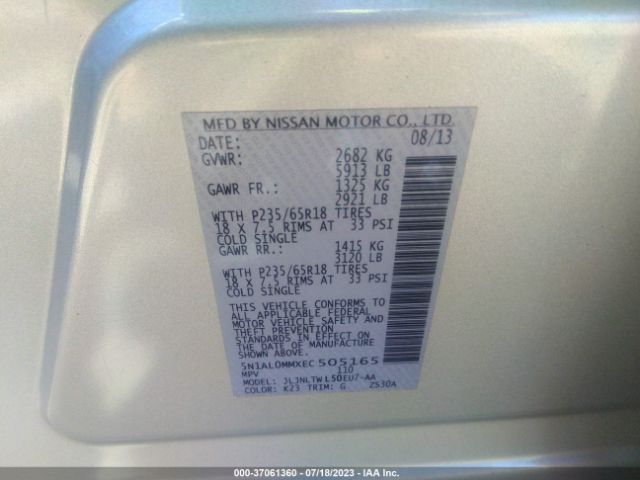 MFD BY NISSAN MOTOR CO., LTD
DATE: 08/13
GVWR: 2682 KG
5913 LB
GAWR FR.: 1325 KG
2921 LB
WITH P235/65R18 TIRES
18 X 7.5 RIMS AT 33 PSI
COLD SINGLE
GAWR RR.: 1415 KG
3120 LB
WITH P235/65R18 TIRES
18 X 7.5 RIMS AT 33 PSI
COLD SINGLE
THIS VEHICLE CONFORMS TO
ALL APPLICABLE FEDERAL
MOTOR VEHICLE SAFETY AND
THEFT PREVENTION
STANDARDS IN EFFECT ON
THE DATE OF MANUFACTURE
SHOWN ABOVE.
5N1AL0MMXEC505165
MPV 110
MODEL: JLJNLTWL50EU7-AA
COLOR: K23 TRIM: G ZS30A
000-37061360 - 07/18/2023 - IAA Inc.